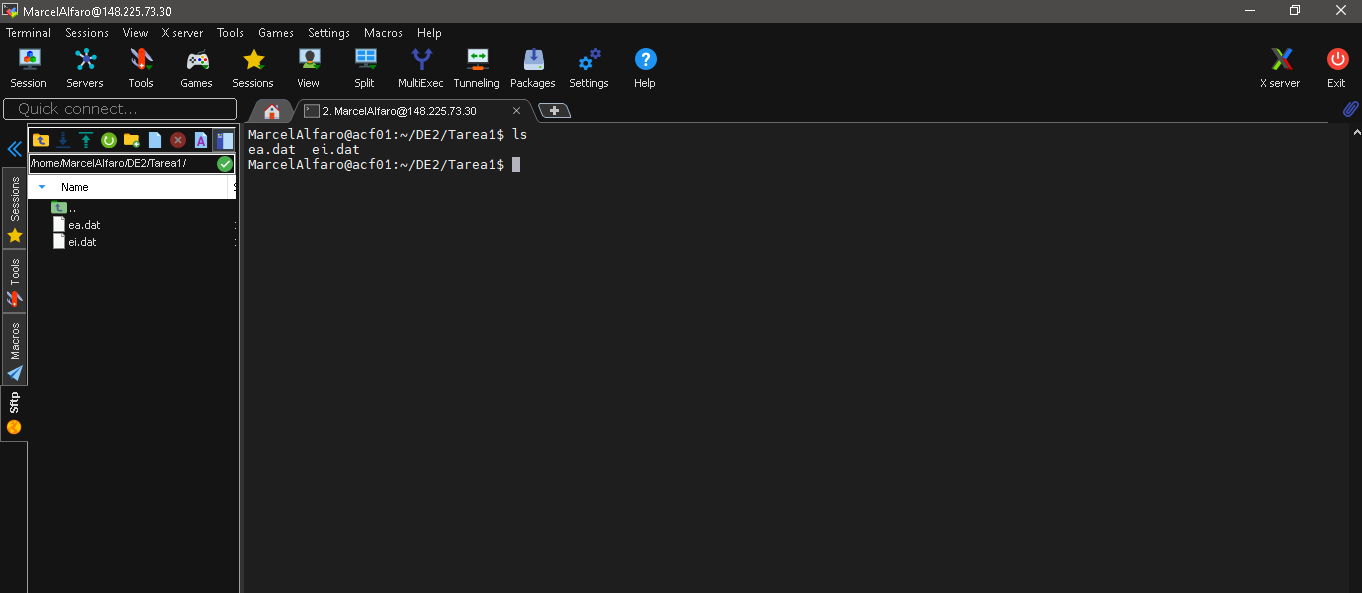 MarcelAlfaro@148.225.73.30
Terminal Sessions View X server Tools Games Settings Macros Help
Session Servers Tools Games Sessions View Split MultiExec Tunneling Packages Settings Help X server Exit
Quick connect...
2. MarcelAlfaro@148.225.73.30
/home/MarcelAlfaro/DE2/Tarea1/
Name
..
ea.dat
ei.dat
Sessions
Tools
Macros
Sftp
MarcelAlfaro@acf01:~/DE2/Tarea1$ ls
ea.dat ei.dat
MarcelAlfaro@acf01:~/DE2/Tarea1$